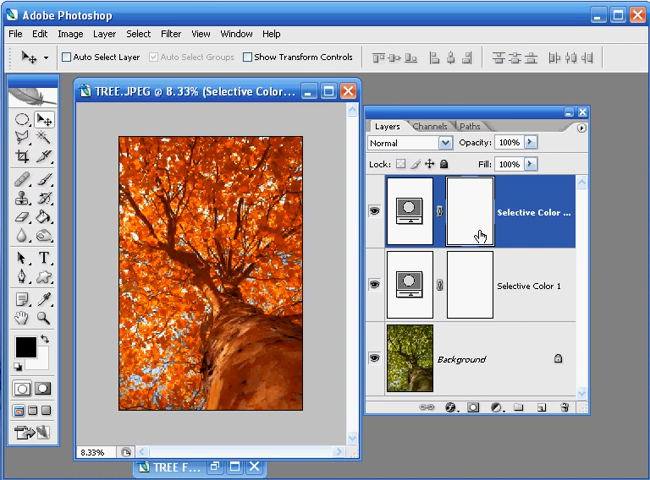 Adobe Photoshop
File Edit Image Layer Select Filter View Window Help
Auto Select Layer Auto Select Groups Show Transform Controls
TREE.JPEG @ 8.33% (Selective Color...
Layers Channels Paths
Normal Opacity: 100%
Lock: Fill: 100%
Selective Color ...
Selective Color 1
Background
T
8.33%
TREE F...